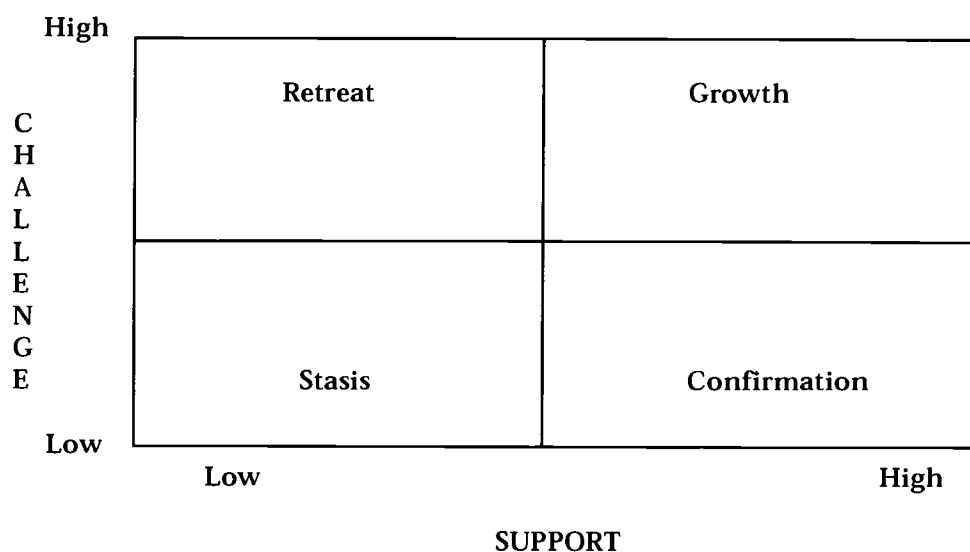 High
Retreat Growth
C
H
A
L
L
E
N
G
E
Stasis Confirmation
Low
Low High
SUPPORT